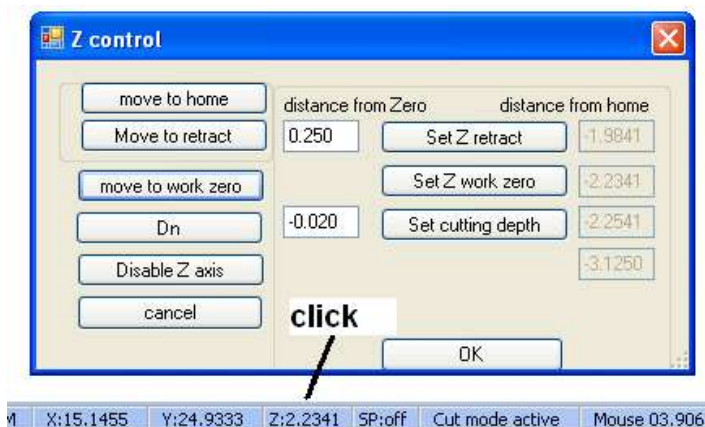 Z control
move to home
distance from Zero distance from home
Move to retract 0.250 Set Z retract -1.9841
move to work zero Set Z work zero -2.2341
Dn -0.020 Set cutting depth -2.2541
Disable Z axis -3.1250
cancel click
OK
X:15.1455 Y:24.9333 Z:2.2341 SP:off Cut mode active Mouse 03.906